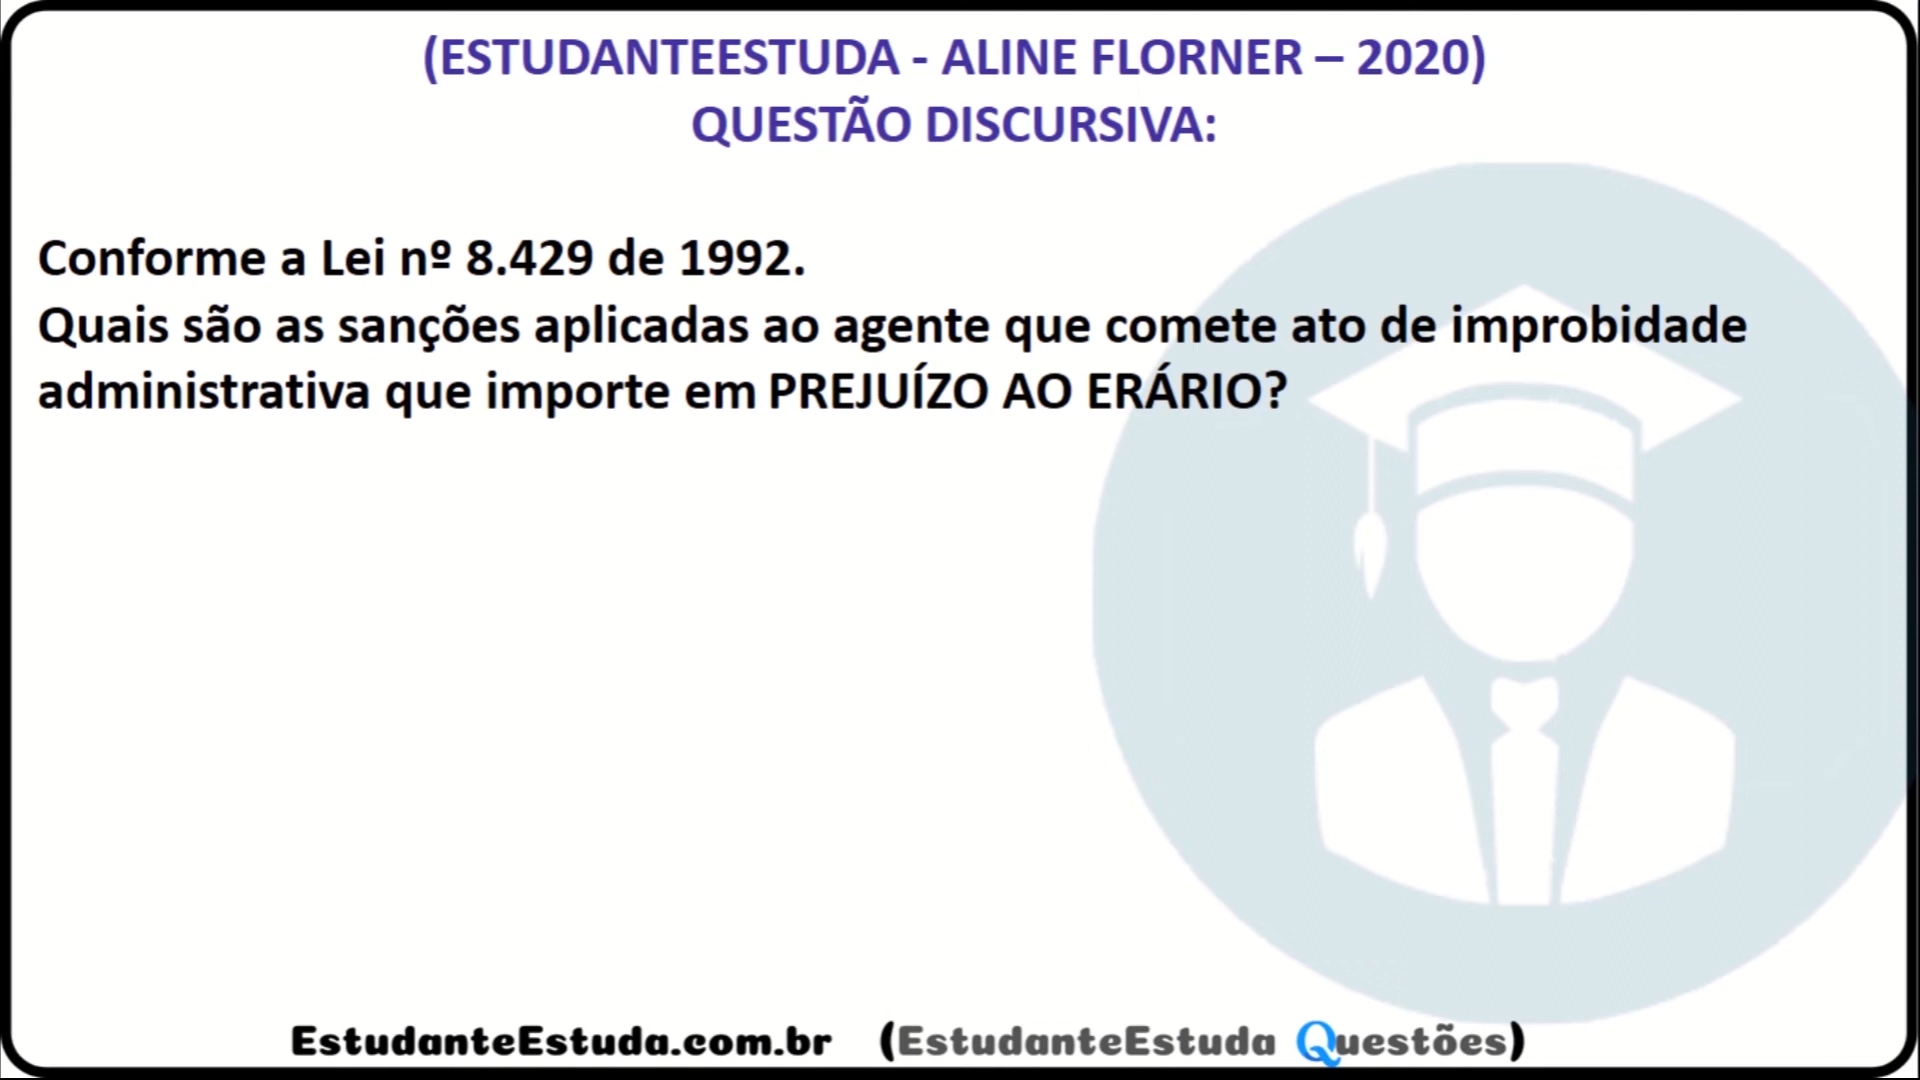 (ESTUDANTEESTUDA - ALINE FLORNER – 2020)
QUESTÃO DISCURSIVA:
Conforme a Lei nº 8.429 de 1992.
Quais são as sanções aplicadas ao agente que comete ato de improbidade
administrativa que importe em PREJUÍZO AO ERÁRIO?
EstudanteEstuda.com.br (EstudanteEstuda Questões)